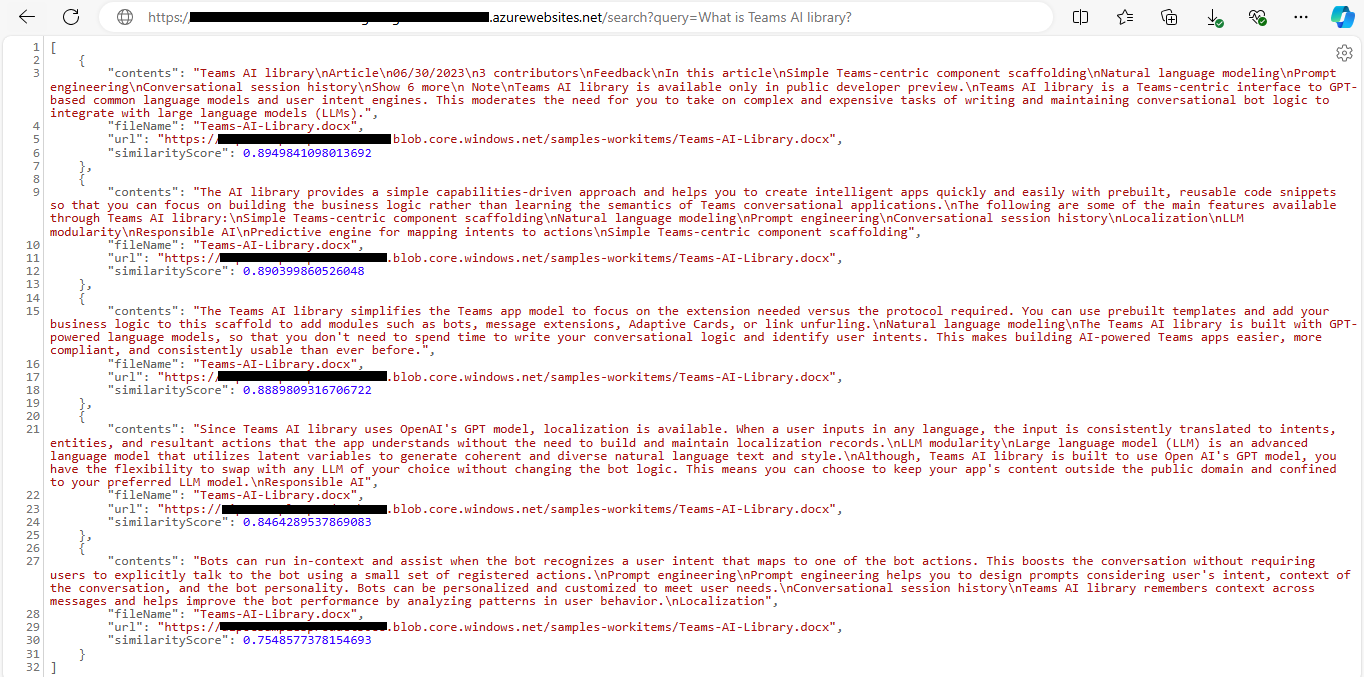 https:// .azurewebsites.net/search?query=What is Teams AI library?
1 [
2 {
3 "contents": "Teams AI library\nArticle\n06/30/2023\n3 contributors\nFeedback\nIn this article\nSimple Teams-centric component scaffolding\nNatural language modeling\nPrompt
engineering\nConversational session history\nShow 6 more\n Note\nTeams AI library is available only in public developer preview.\nTeams AI library is a Teams-centric interface to GPT-
based common language models and user intent engines. This moderates the need for you to take on complex and expensive tasks of writing and maintaining conversational bot logic to
integrate with large language models (LLMs).",
4 "fileName": "Teams-AI-Library.docx",
5 "url": "https:// blob.core.windows.net/samples-workitems/Teams-AI-Library.docx",
6 "similarityScore": 0.8949841098013692
7 },
8 {
9 "contents": "The AI library provides a simple capabilities-driven approach and helps you to create intelligent apps quickly and easily with prebuilt, reusable code snippets
so that you can focus on building the business logic rather than learning the semantics of Teams conversational applications.\nThe following are some of the main features available
through Teams AI library:\nSimple Teams-centric component scaffolding\nNatural language modeling\nPrompt engineering\nConversational session history\nLocalization\nLLM
modularity\nResponsible AI\nPredictive engine for mapping intents to actions\nSimple Teams-centric component scaffolding",
10 "fileName": "Teams-AI-Library.docx",
11 "url": "https:// .blob.core.windows.net/samples-workitems/Teams-AI-Library.docx",
12 "similarityScore": 0.890399860526048
13 },
14 {
15 "contents": "The Teams AI library simplifies the Teams app model to focus on the extension needed versus the protocol required. You can use prebuilt templates and add your
business logic to this scaffold to add modules such as bots, message extensions, Adaptive Cards, or link unfurling.\nNatural language modeling\nThe Teams AI library is built with GPT-
powered language models, so that you don't need to spend time to write your conversational logic and identify user intents. This makes building AI-powered Teams apps easier, more
compliant, and consistently usable than ever before.",
16 "fileName": "Teams-AI-Library.docx",
17 "url": "https:// .blob.core.windows.net/samples-workitems/Teams-AI-Library.docx",
18 "similarityScore": 0.8889809316706722
19 },
20 {
21 "contents": "Since Teams AI library uses OpenAI's GPT model, localization is available. When a user inputs in any language, the input is consistently translated to intents,
entities, and resultant actions that the app understands without the need to build and maintain localization records.\nLLM modularity\nLarge language model (LLM) is an advanced
language model that utilizes latent variables to generate coherent and diverse natural language text and style.\nAlthough, Teams AI library is built to use Open AI's GPT model, you
have the flexibility to swap with any LLM of your choice without changing the bot logic. This means you can choose to keep your app's content outside the public domain and confined
to your preferred LLM model.\nResponsible AI",
22 "fileName": "Teams-AI-Library.docx",
23 "url": "https:// .blob.core.windows.net/samples-workitems/Teams-AI-Library.docx",
24 "similarityScore": 0.8464289537869083
25 },
26 {
27 "contents": "Bots can run in-context and assist when the bot recognizes a user intent that maps to one of the bot actions. This boosts the conversation without requiring
users to explicitly talk to the bot using a small set of registered actions.\nPrompt engineering\nPrompt engineering helps you to design prompts considering user's intent, context of
the conversation, and the bot personality. Bots can be personalized and customized to meet user needs.\nConversational session history\nTeams AI library remembers context across
messages and helps improve the bot performance by analyzing patterns in user behavior.\nLocalization",
28 "fileName": "Teams-AI-Library.docx",
29 "url": "https:// .blob.core.windows.net/samples-workitems/Teams-AI-Library.docx",
30 "similarityScore": 0.7548577378154693
31 }
32 ]